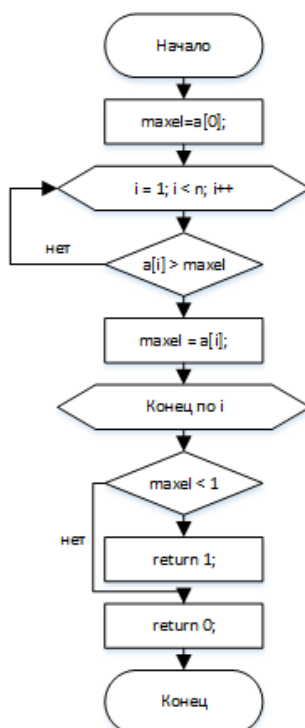 Начало
maxel=a[0];
i = 1; i < n; i++
нет
a[i] > maxel
maxel = a[i];
Конец по i
maxel < 1
нет
return 1;
return 0;
Конец